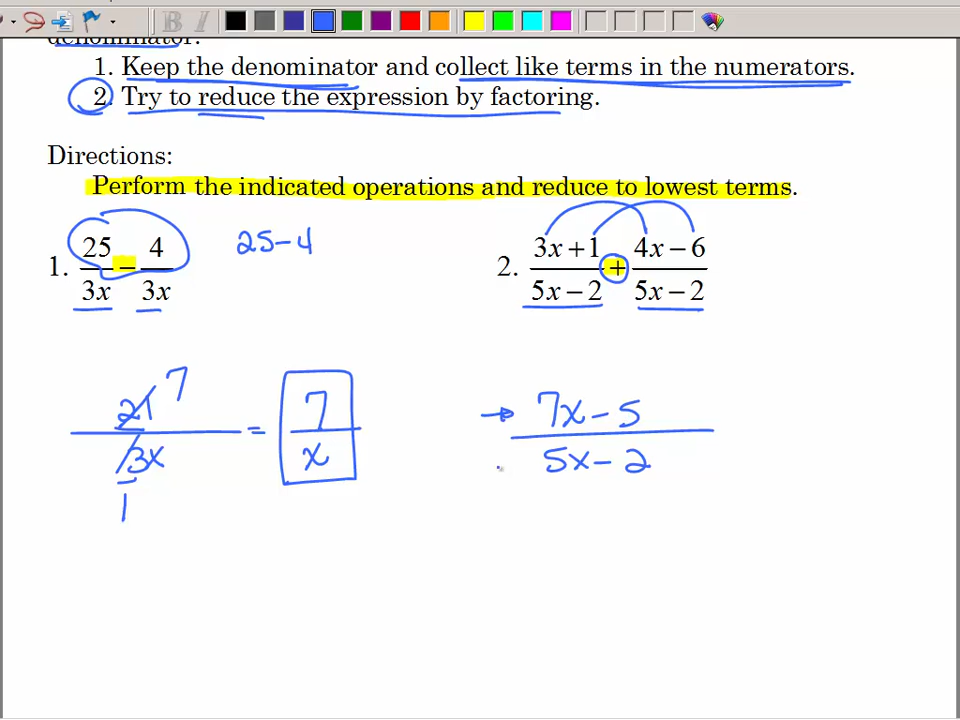 denominator:
1. Keep the denominator and collect like terms in the numerators.
2. Try to reduce the expression by factoring.
Directions:
Perform the indicated operations and reduce to lowest terms.
1. 25/3x − 4/3x
25−4
2. (3x+1)/(5x−2) + (4x−6)/(5x−2)
21/3x = 7/x
7
1
→ (7x−5)/(5x−2)